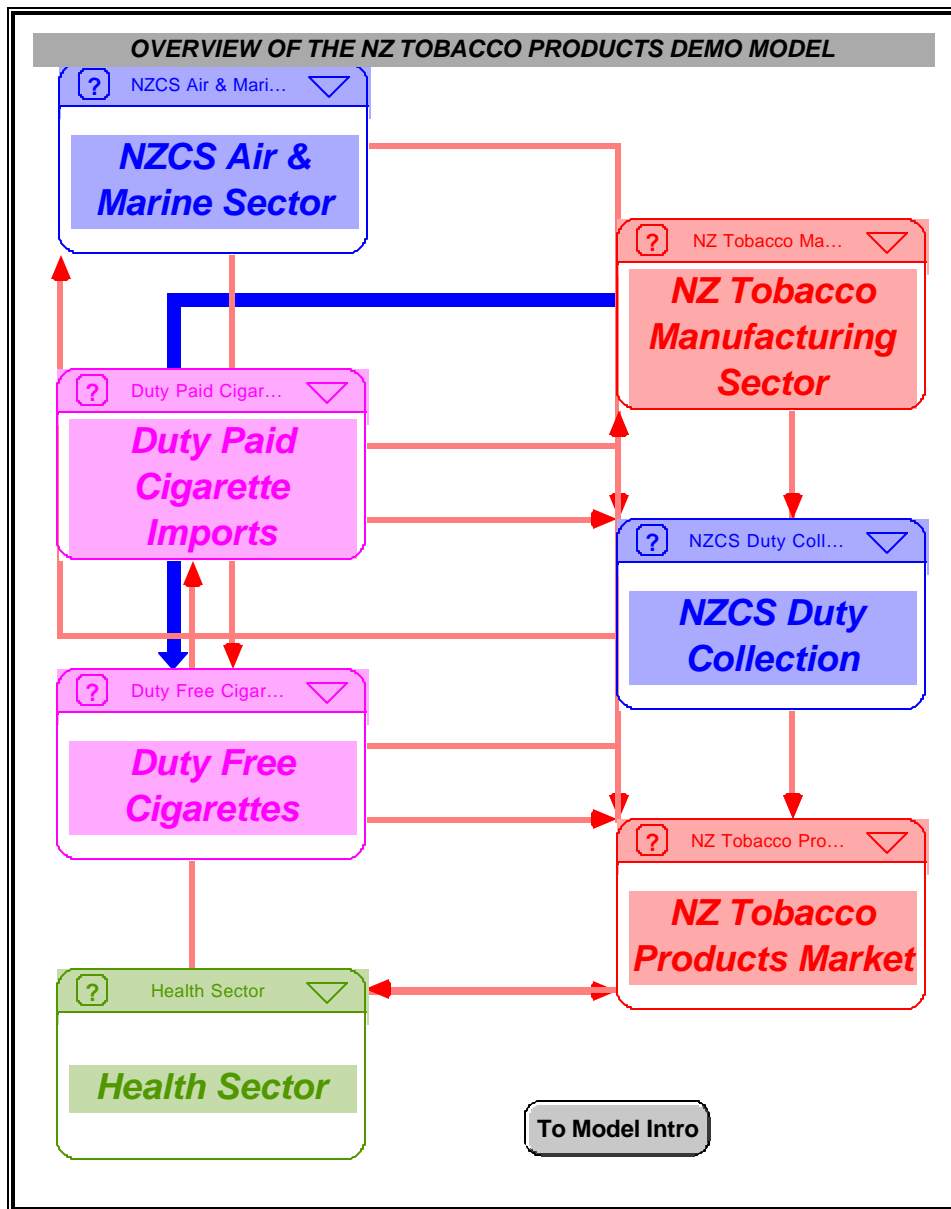 OVERVIEW OF THE NZ TOBACCO PRODUCTS DEMO MODEL
? NZCS Air & Mari...
NZCS Air &
Marine Sector
? NZ Tobacco Ma...
NZ Tobacco
Manufacturing
Sector
? Duty Paid Cigar...
Duty Paid
Cigarette
Imports
? NZCS Duty Coll...
NZCS Duty
Collection
? Duty Free Cigar...
Duty Free
Cigarettes
? NZ Tobacco Pro...
NZ Tobacco
Products Market
? Health Sector
Health Sector
To Model Intro